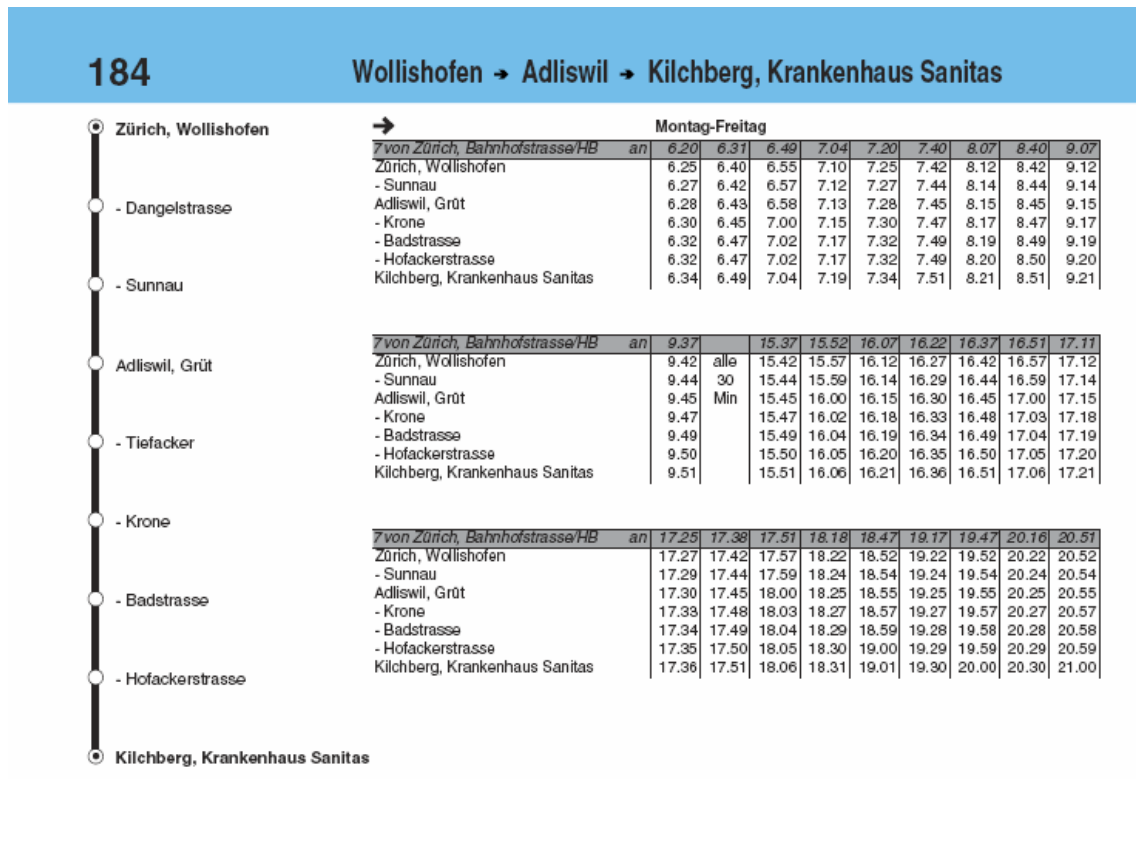 184 Wollishofen → Adliswil → Kilchberg, Krankenhaus Sanitas
Zürich, Wollishofen
- Dangelstrasse
- Sunnau
Adliswil, Grüt
- Tiefacker
- Krone
- Badstrasse
- Hofackerstrasse
Kilchberg, Krankenhaus Sanitas
→ Montag-Freitag
7 von Zürich, Bahnhofstrasse/HB an 6.20 6.31 6.49 7.04 7.20 7.40 8.07 8.40 9.07
Zürich, Wollishofen 6.25 6.40 6.55 7.10 7.25 7.42 8.12 8.42 9.12
- Sunnau 6.27 6.42 6.57 7.12 7.27 7.44 8.14 8.44 9.14
Adliswil, Grüt 6.28 6.43 6.58 7.13 7.28 7.45 8.15 8.45 9.15
- Krone 6.30 6.45 7.00 7.15 7.30 7.47 8.17 8.47 9.17
- Badstrasse 6.32 6.47 7.02 7.17 7.32 7.49 8.19 8.49 9.19
- Hofackerstrasse 6.32 6.47 7.02 7.17 7.32 7.49 8.20 8.50 9.20
Kilchberg, Krankenhaus Sanitas 6.34 6.49 7.04 7.19 7.34 7.51 8.21 8.51 9.21
7 von Zürich, Bahnhofstrasse/HB an 9.37 15.37 15.52 16.07 16.22 16.37 16.51 17.11
Zürich, Wollishofen 9.42 alle 15.42 15.57 16.12 16.27 16.42 16.57 17.12
- Sunnau 9.44 30 15.44 15.59 16.14 16.29 16.44 16.59 17.14
Adliswil, Grüt 9.45 Min 15.45 16.00 16.15 16.30 16.45 17.00 17.15
- Krone 9.47 15.47 16.02 16.18 16.33 16.48 17.03 17.18
- Badstrasse 9.49 15.49 16.04 16.19 16.34 16.49 17.04 17.19
- Hofackerstrasse 9.50 15.50 16.05 16.20 16.35 16.50 17.05 17.20
Kilchberg, Krankenhaus Sanitas 9.51 15.51 16.06 16.21 16.36 16.51 17.06 17.21
7 von Zürich, Bahnhofstrasse/HB an 17.25 17.38 17.51 18.18 18.47 19.17 19.47 20.16 20.51
Zürich, Wollishofen 17.27 17.42 17.57 18.22 18.52 19.22 19.52 20.22 20.52
- Sunnau 17.29 17.44 17.59 18.24 18.54 19.24 19.54 20.24 20.54
Adliswil, Grüt 17.30 17.45 18.00 18.25 18.55 19.25 19.55 20.25 20.55
- Krone 17.33 17.48 18.03 18.27 18.57 19.27 19.57 20.27 20.57
- Badstrasse 17.34 17.49 18.04 18.29 18.59 19.28 19.58 20.28 20.58
- Hofackerstrasse 17.35 17.50 18.05 18.30 19.00 19.29 19.59 20.29 20.59
Kilchberg, Krankenhaus Sanitas 17.36 17.51 18.06 18.31 19.01 19.30 20.00 20.30 21.00